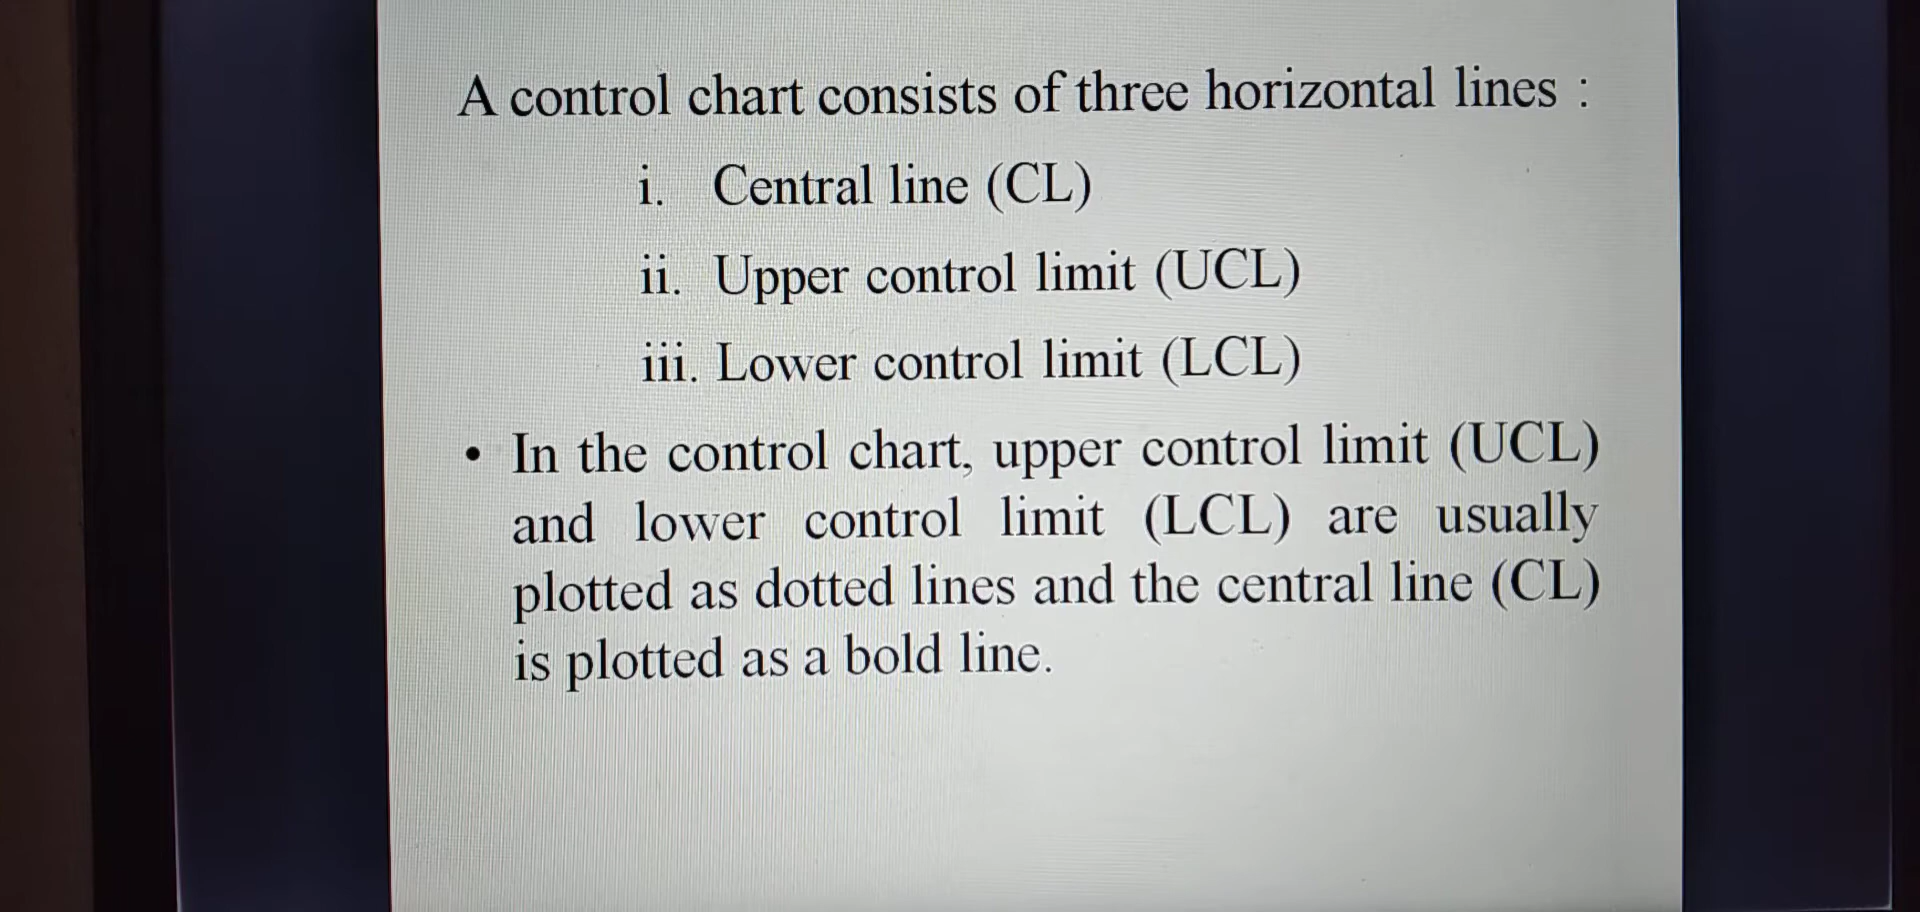 A control chart consists of three horizontal lines :
i. Central line (CL)
ii. Upper control limit (UCL)
iii. Lower control limit (LCL)
• In the control chart, upper control limit (UCL)
and lower control limit (LCL) are usually
plotted as dotted lines and the central line (CL)
is plotted as a bold line.